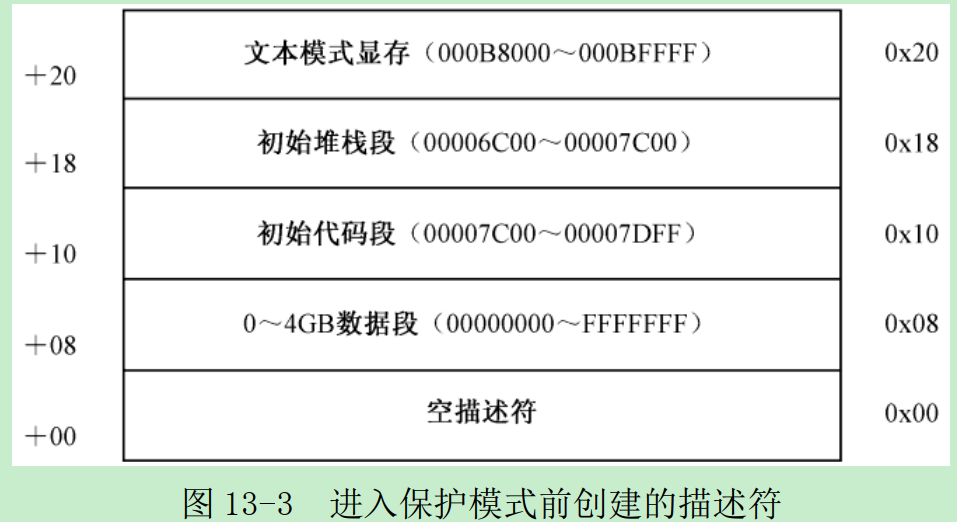 文本模式显存（000B8000～000BFFFF） 0x20
+20
初始堆栈段（00006C00～00007C00） 0x18
+18
初始代码段（00007C00～00007DFF） 0x10
+10
0～4GB数据段（00000000～FFFFFFF） 0x08
+08
空描述符 0x00
+00
图 13-3 进入保护模式前创建的描述符